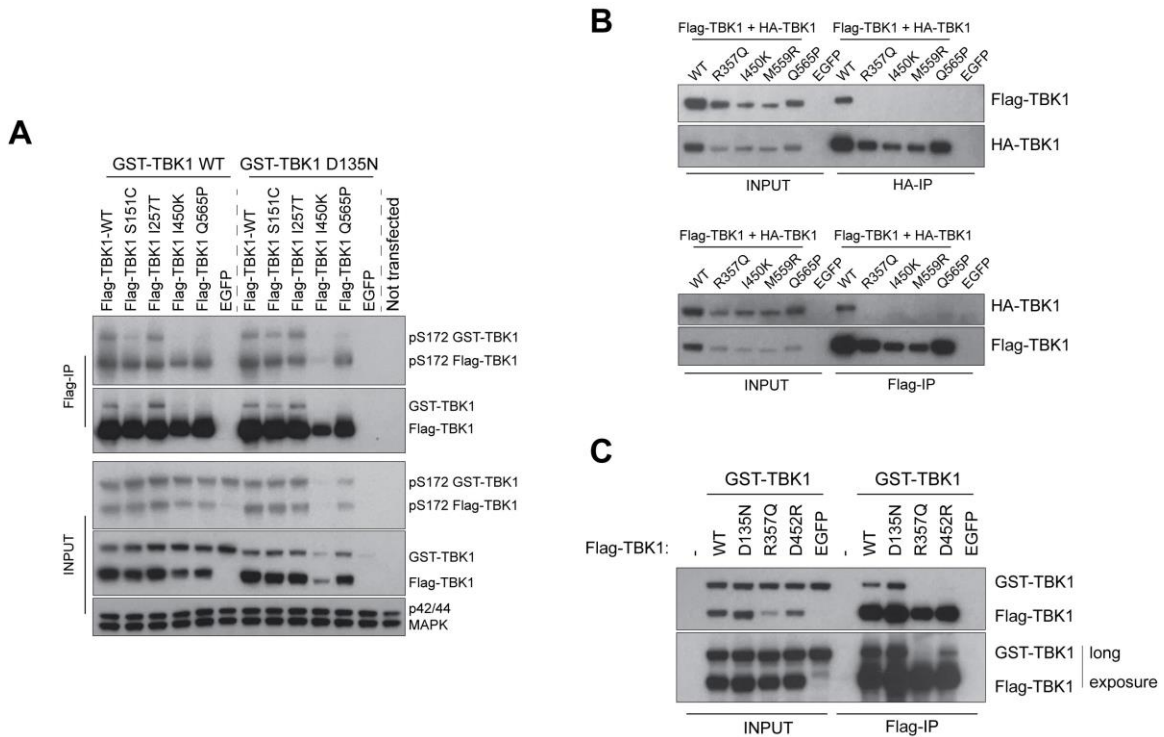 A
GST-TBK1 WT
GST-TBK1 D135N
Flag-TBK1-WT
Flag-TBK1 S151C
Flag-TBK1 I257T
Flag-TBK1 I450K
Flag-TBK1 Q565P
EGFP
Flag-TBK1-WT
Flag-TBK1 S151C
Flag-TBK1 I257T
Flag-TBK1 I450K
Flag-TBK1 Q565P
EGFP
Not transfected
Flag-IP
pS172 GST-TBK1
pS172 Flag-TBK1
GST-TBK1
Flag-TBK1
INPUT
pS172 GST-TBK1
pS172 Flag-TBK1
GST-TBK1
Flag-TBK1
p42/44
MAPK
B
Flag-TBK1 + HA-TBK1 Flag-TBK1 + HA-TBK1
WT R357Q I450K M559R Q565P EGFP WT R357Q I450K M559R Q565P EGFP
Flag-TBK1
HA-TBK1
INPUT HA-IP
Flag-TBK1 + HA-TBK1 Flag-TBK1 + HA-TBK1
WT R357Q I450K M559R Q565P EGFP WT R357Q I450K M559R Q565P EGFP
HA-TBK1
Flag-TBK1
INPUT Flag-IP
C
GST-TBK1 GST-TBK1
Flag-TBK1: - WT D135N R357Q D452R EGFP - WT D135N R357Q D452R EGFP
GST-TBK1
Flag-TBK1
GST-TBK1 long
Flag-TBK1 exposure
INPUT Flag-IP